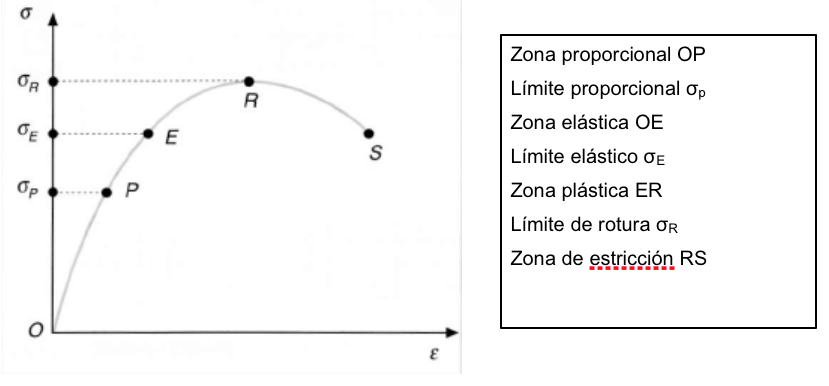 σ
σR
R
σE
E
S
σP
P
O
ε
Zona proporcional OP
Límite proporcional σp
Zona elástica OE
Límite elástico σE
Zona plástica ER
Límite de rotura σR
Zona de estricción RS